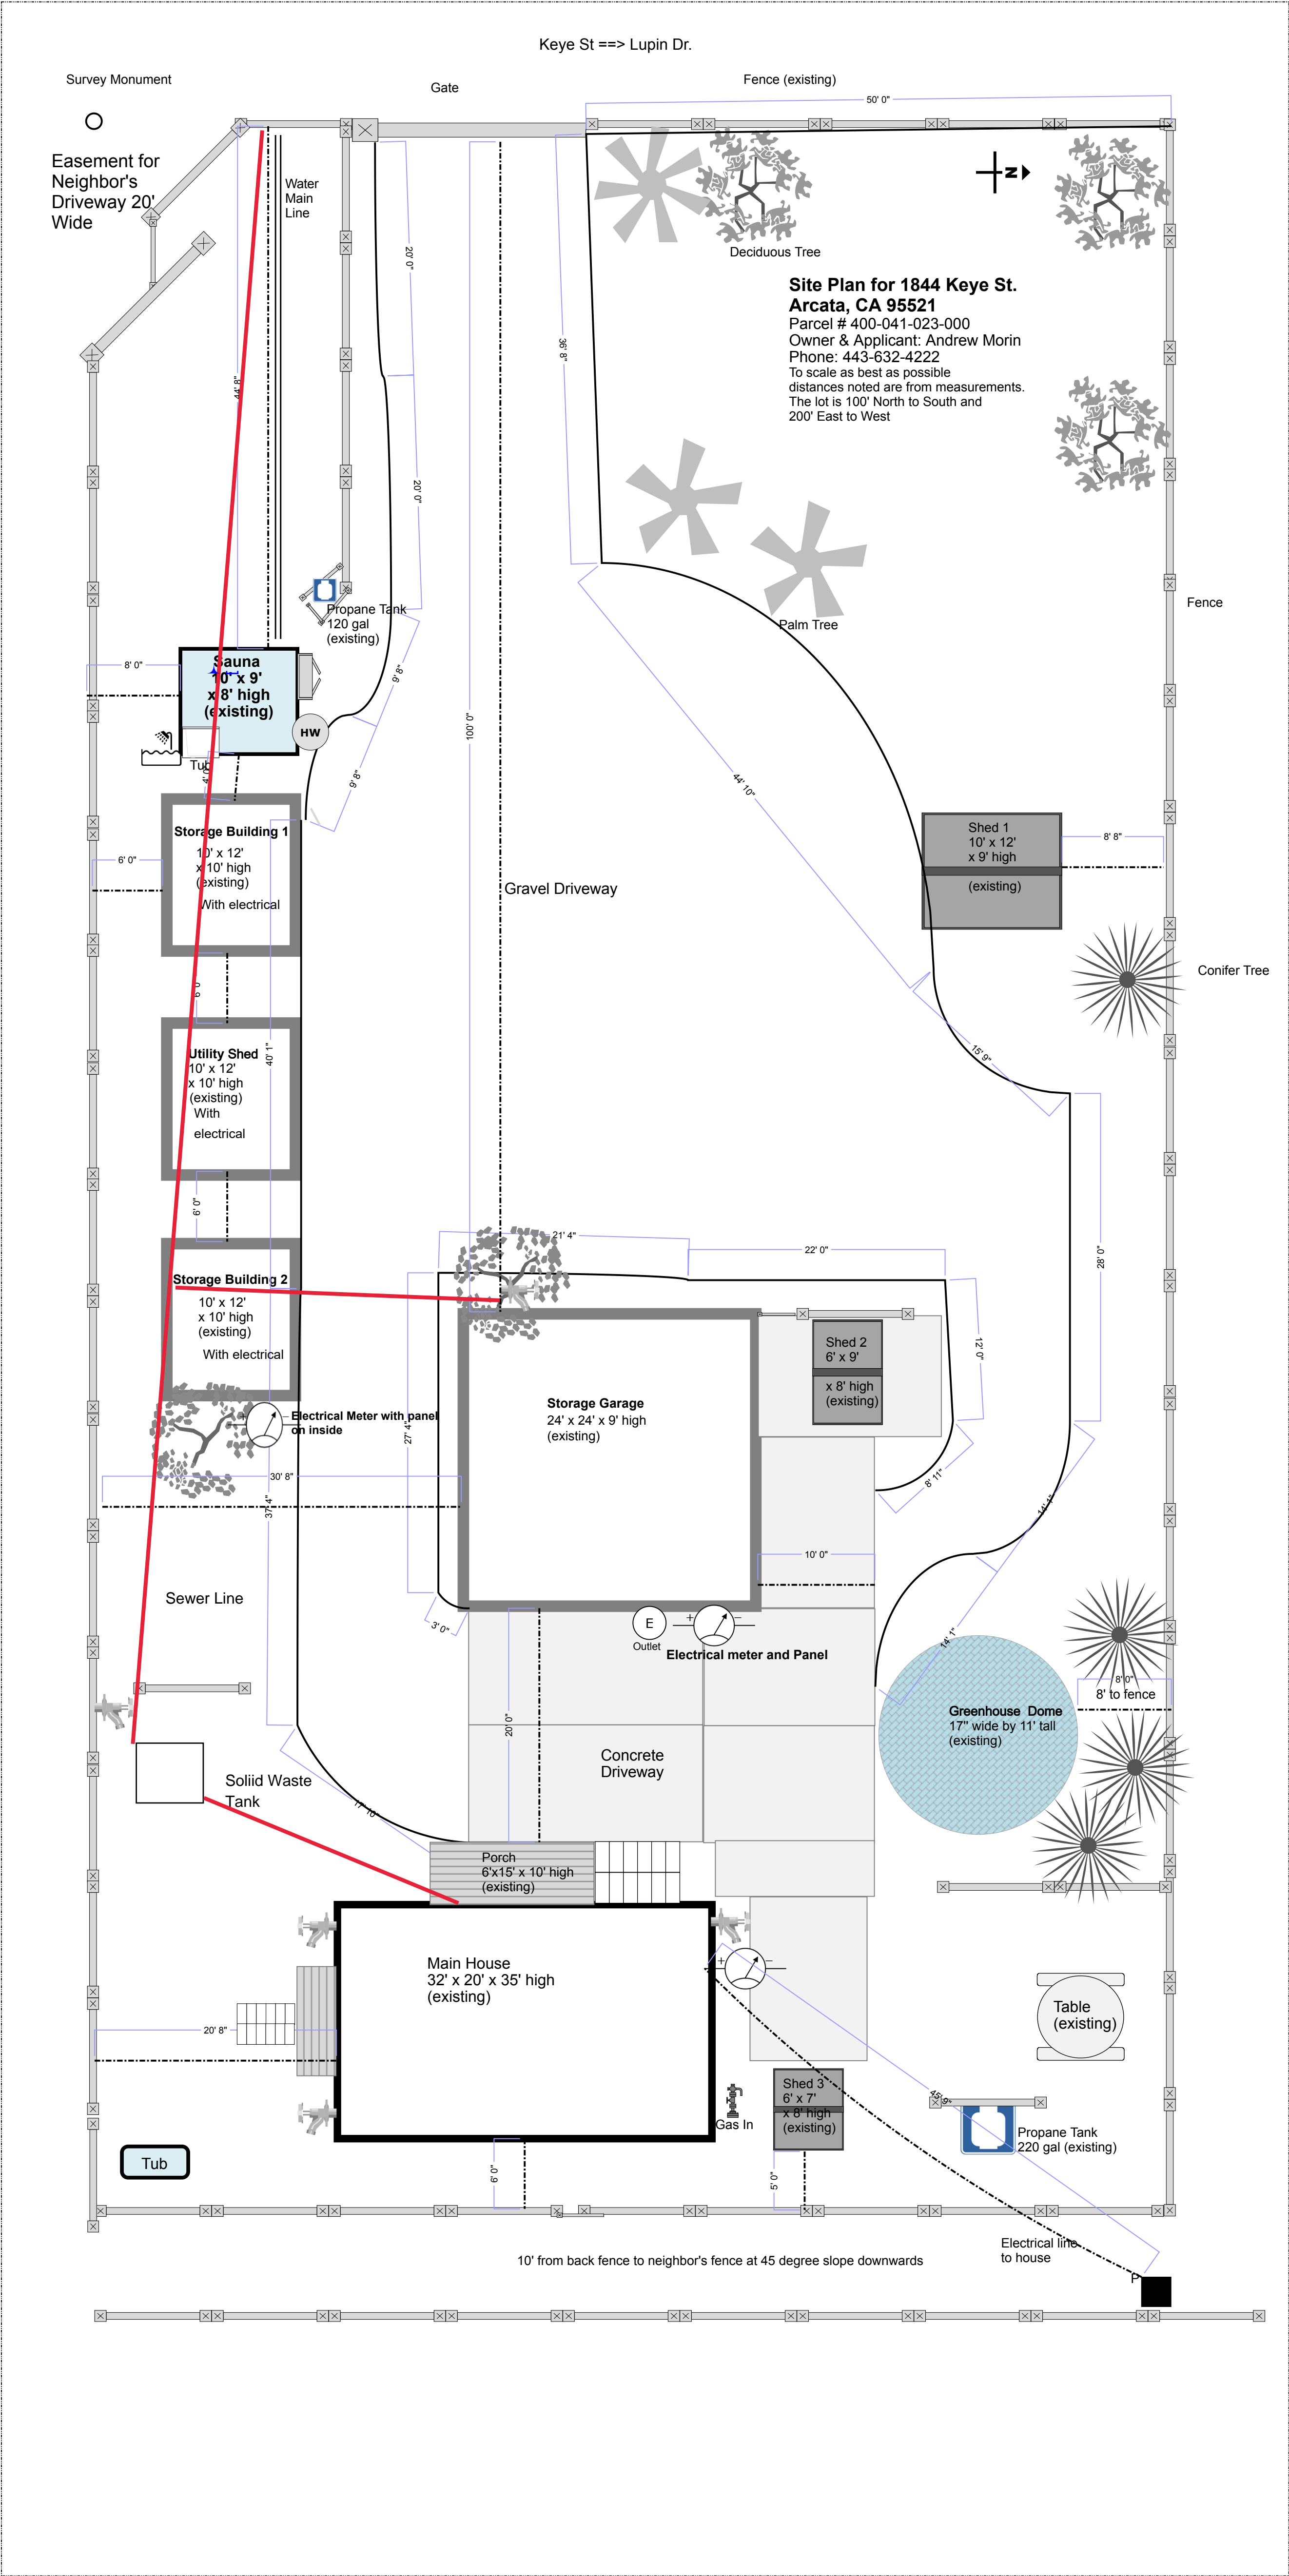 Keye St ==> Lupin Dr.
Survey Monument
Gate
Fence (existing)
50' 0"
Easement for
Neighbor's
Driveway 20'
Wide
Water
Main
Line
N
Deciduous Tree
20' 0"
Site Plan for 1844 Keye St.
Arcata, CA 95521
Parcel # 400-041-023-000
Owner & Applicant: Andrew Morin
Phone: 443-632-4222
To scale as best as possible
distances noted are from measurements.
The lot is 100' North to South and
200' East to West
36' 8"
44' 8"
20' 0"
Propane Tank
120 gal
(existing)
Palm Tree
Fence
8' 0"
Sauna
10' x 9'
x 8' high
(existing)
9' 8"
HW
100' 0"
Tub
4' 0"
9' 8"
44' 10"
Storage Building 1
10' x 12'
x 10' high
(existing)
With electrical
6' 0"
Shed 1
10' x 12'
x 9' high
(existing)
8' 8"
Gravel Driveway
Conifer Tree
6' 0"
40' 1"
15' 9"
Utility Shed
10' x 12'
x 10' high
(existing)
With
electrical
6' 0"
21' 4"
22' 0"
28' 0"
Storage Building 2
10' x 12'
x 10' high
(existing)
With electrical
12' 0"
Shed 2
6' x 9'
x 8' high
(existing)
Storage Garage
24' x 24' x 9' high
(existing)
Electrical Meter with panel
on inside
27' 4"
30' 8"
37' 4"
8' 11"
14' 1"
10' 0"
Sewer Line
3' 0"
E
Outlet
+
−
Electrical meter and Panel
14' 1"
8' 0"
8' to fence
Greenhouse Dome
17" wide by 11' tall
(existing)
20' 0"
Concrete
Driveway
Soliid Waste
Tank
17' 10"
Porch
6'x15' x 10' high
(existing)
Main House
32' x 20' x 35' high
(existing)
+
−
Table
(existing)
20' 8"
45' 9"
Shed 3
6' x 7'
x 8' high
(existing)
Gas In
Propane Tank
220 gal (existing)
Tub
6' 0"
5' 0"
Electrical line
to house
10' from back fence to neighbor's fence at 45 degree slope downwards
P